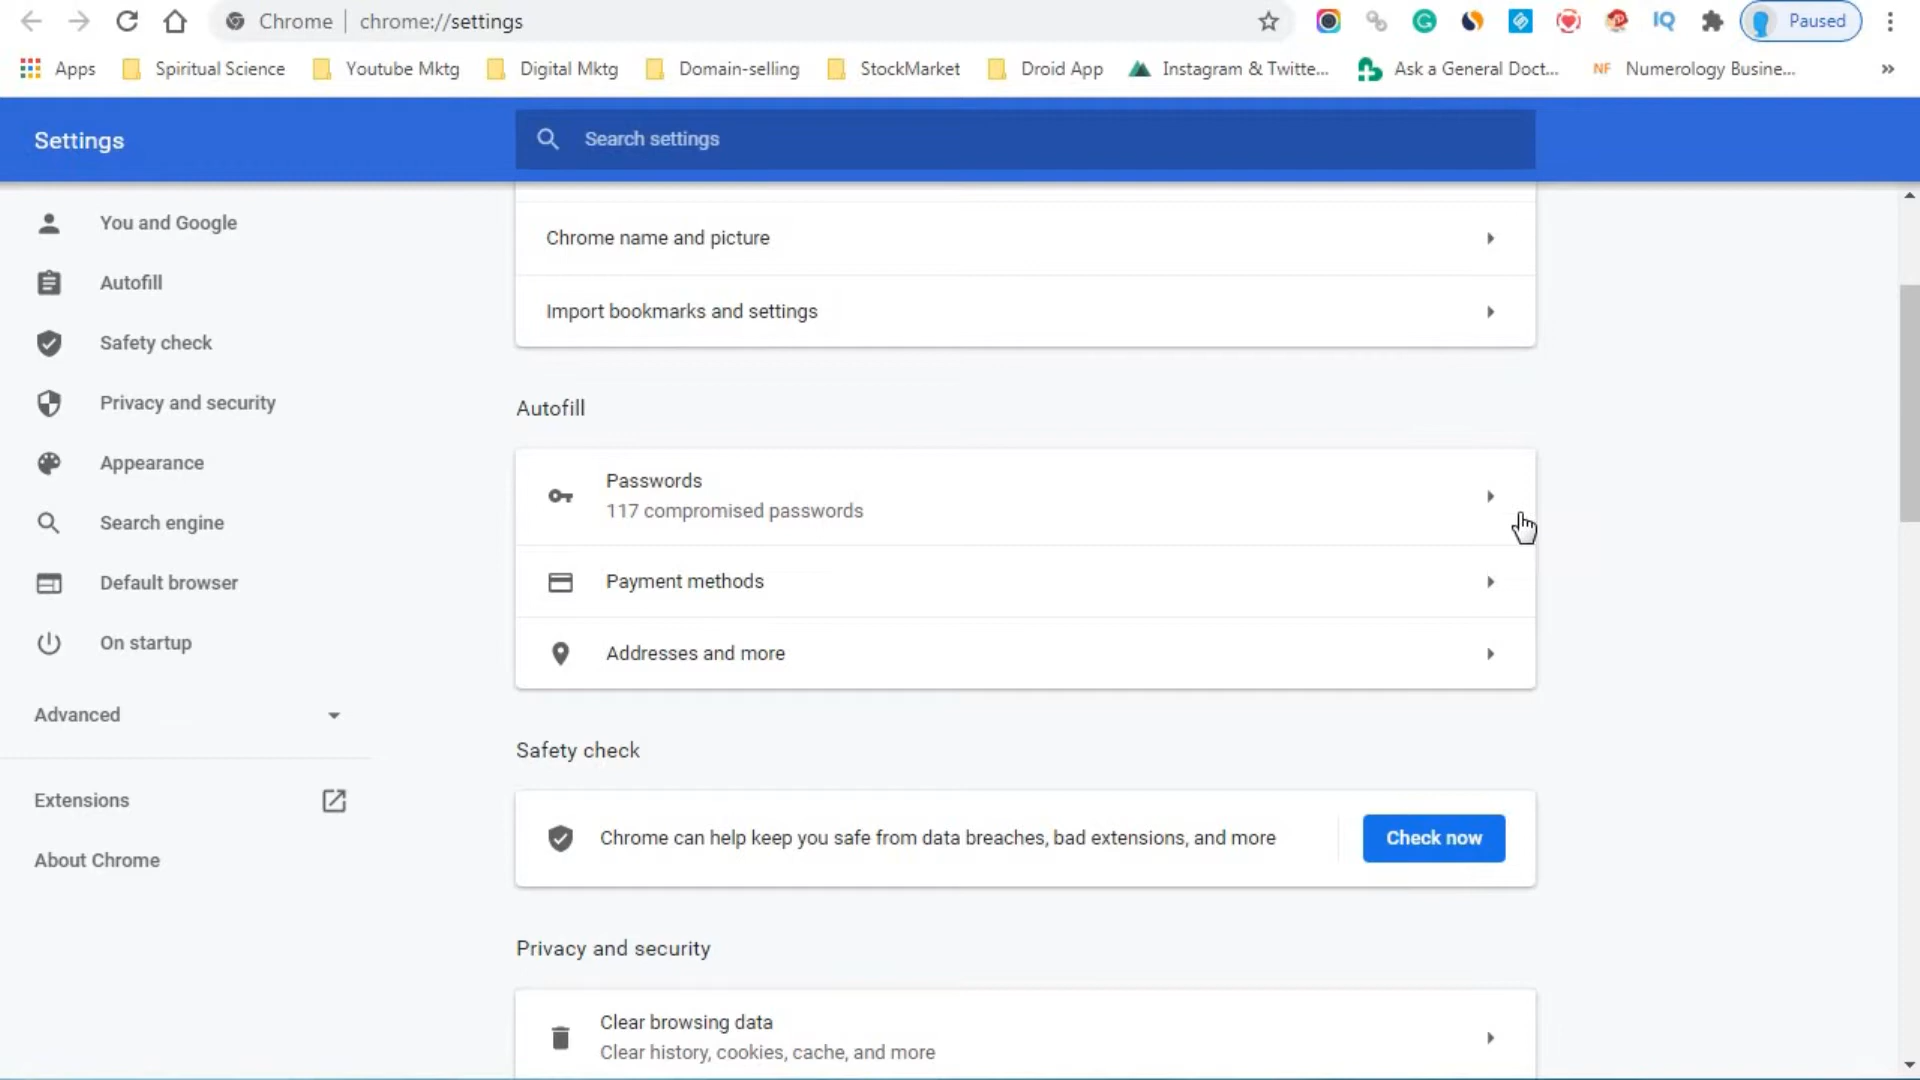 Chrome | chrome://settings
Paused
Apps
Spiritual Science
Youtube Mktg
Digital Mktg
Domain-selling
StockMarket
Droid App
Instagram & Twitte...
Ask a General Doct...
NF Numerology Busine...
»
Settings
Search settings
You and Google
Autofill
Safety check
Privacy and security
Appearance
Search engine
Default browser
On startup
Advanced
Extensions
About Chrome
Chrome name and picture
Import bookmarks and settings
Autofill
Passwords
117 compromised passwords
Payment methods
Addresses and more
Safety check
Chrome can help keep you safe from data breaches, bad extensions, and more
Check now
Privacy and security
Clear browsing data
Clear history, cookies, cache, and more